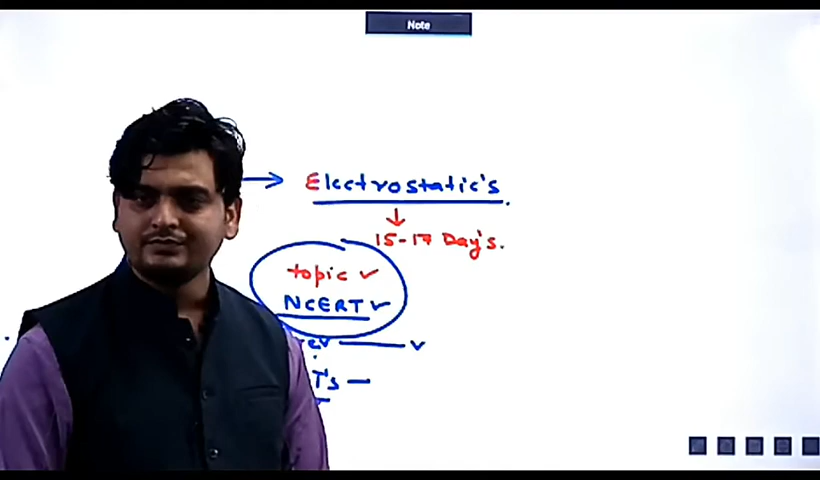 Note
→ Electrostatic's.
↓
15-17 Day's.
topic ✓
NCERT ✓
T's —